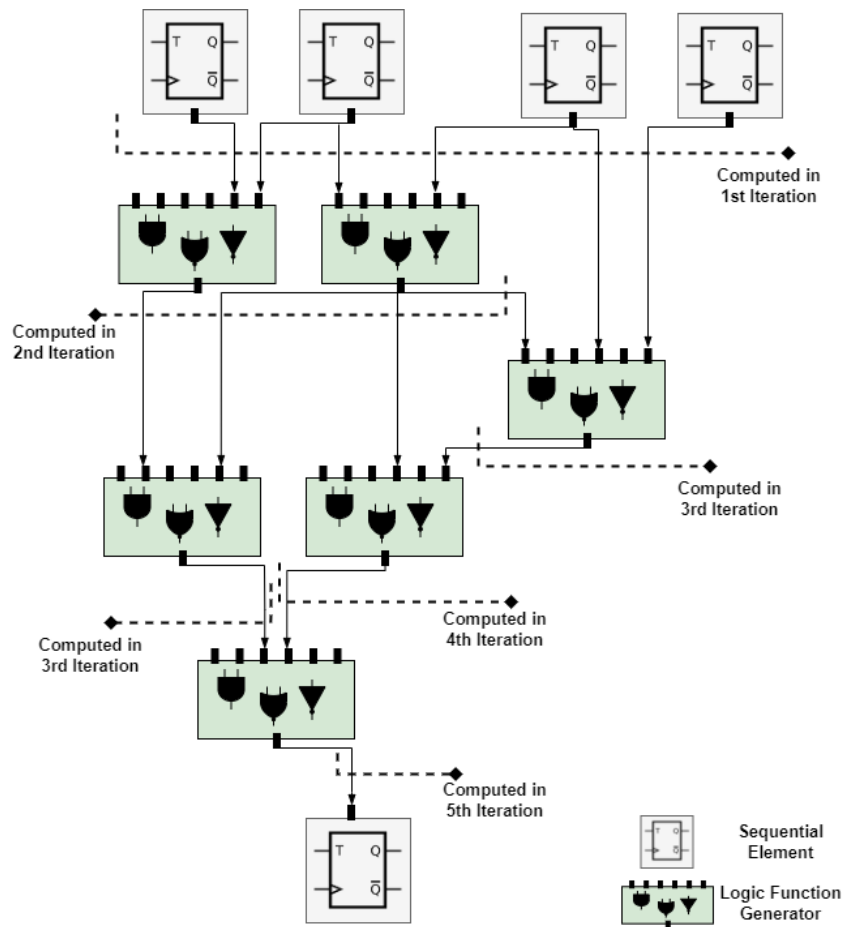 T Q
Q
T Q
Q
T Q
Q
T Q
Q
Computed in
1st Iteration
Computed in
2nd Iteration
Computed in
3rd Iteration
Computed in
3rd Iteration
Computed in
4th Iteration
Computed in
5th Iteration
T Q
Q
T Q
Q
Sequential
Element
Logic Function
Generator